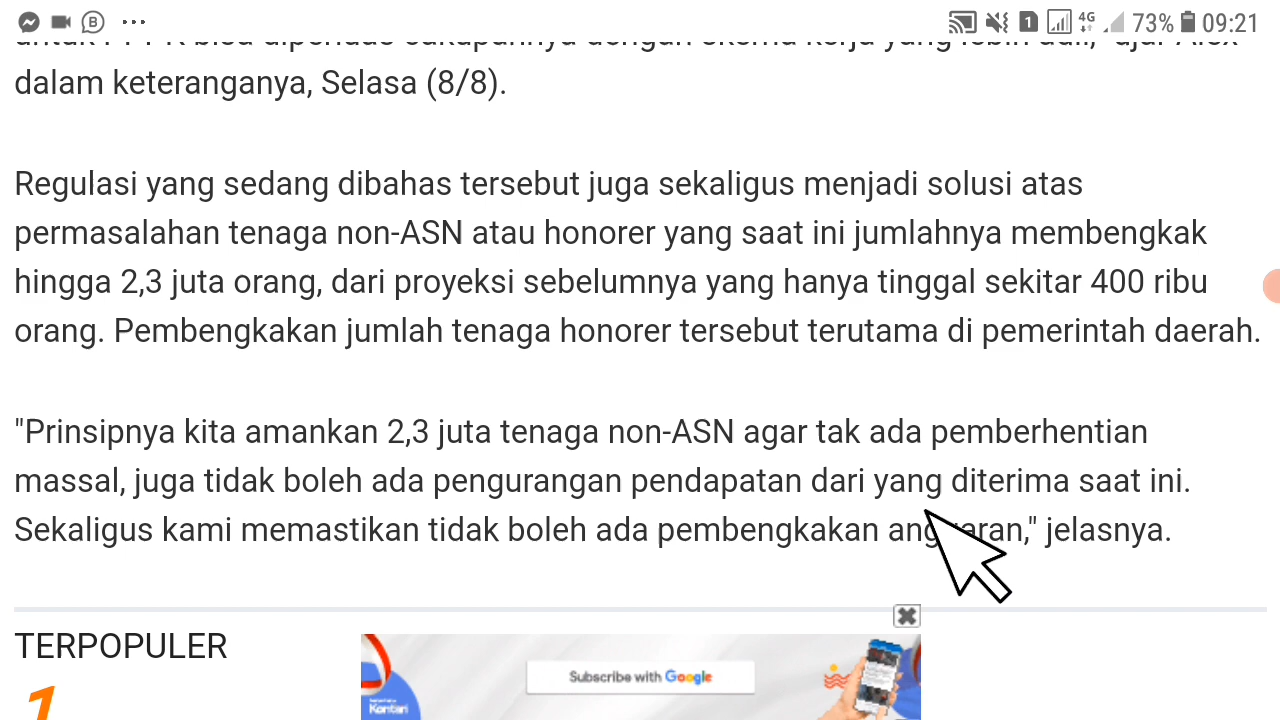 09:21
73%
4G
1
B
dalam keteranganya, Selasa (8/8).
Regulasi yang sedang dibahas tersebut juga sekaligus menjadi solusi atas
permasalahan tenaga non-ASN atau honorer yang saat ini jumlahnya membengkak
hingga 2,3 juta orang, dari proyeksi sebelumnya yang hanya tinggal sekitar 400 ribu
orang. Pembengkakan jumlah tenaga honorer tersebut terutama di pemerintah daerah.
"Prinsipnya kita amankan 2,3 juta tenaga non-ASN agar tak ada pemberhentian
massal, juga tidak boleh ada pengurangan pendapatan dari yang diterima saat ini.
Sekaligus kami memastikan tidak boleh ada pembengkakan anggaran," jelasnya.
TERPOPULER
1
Subscribe with Google
Kontan